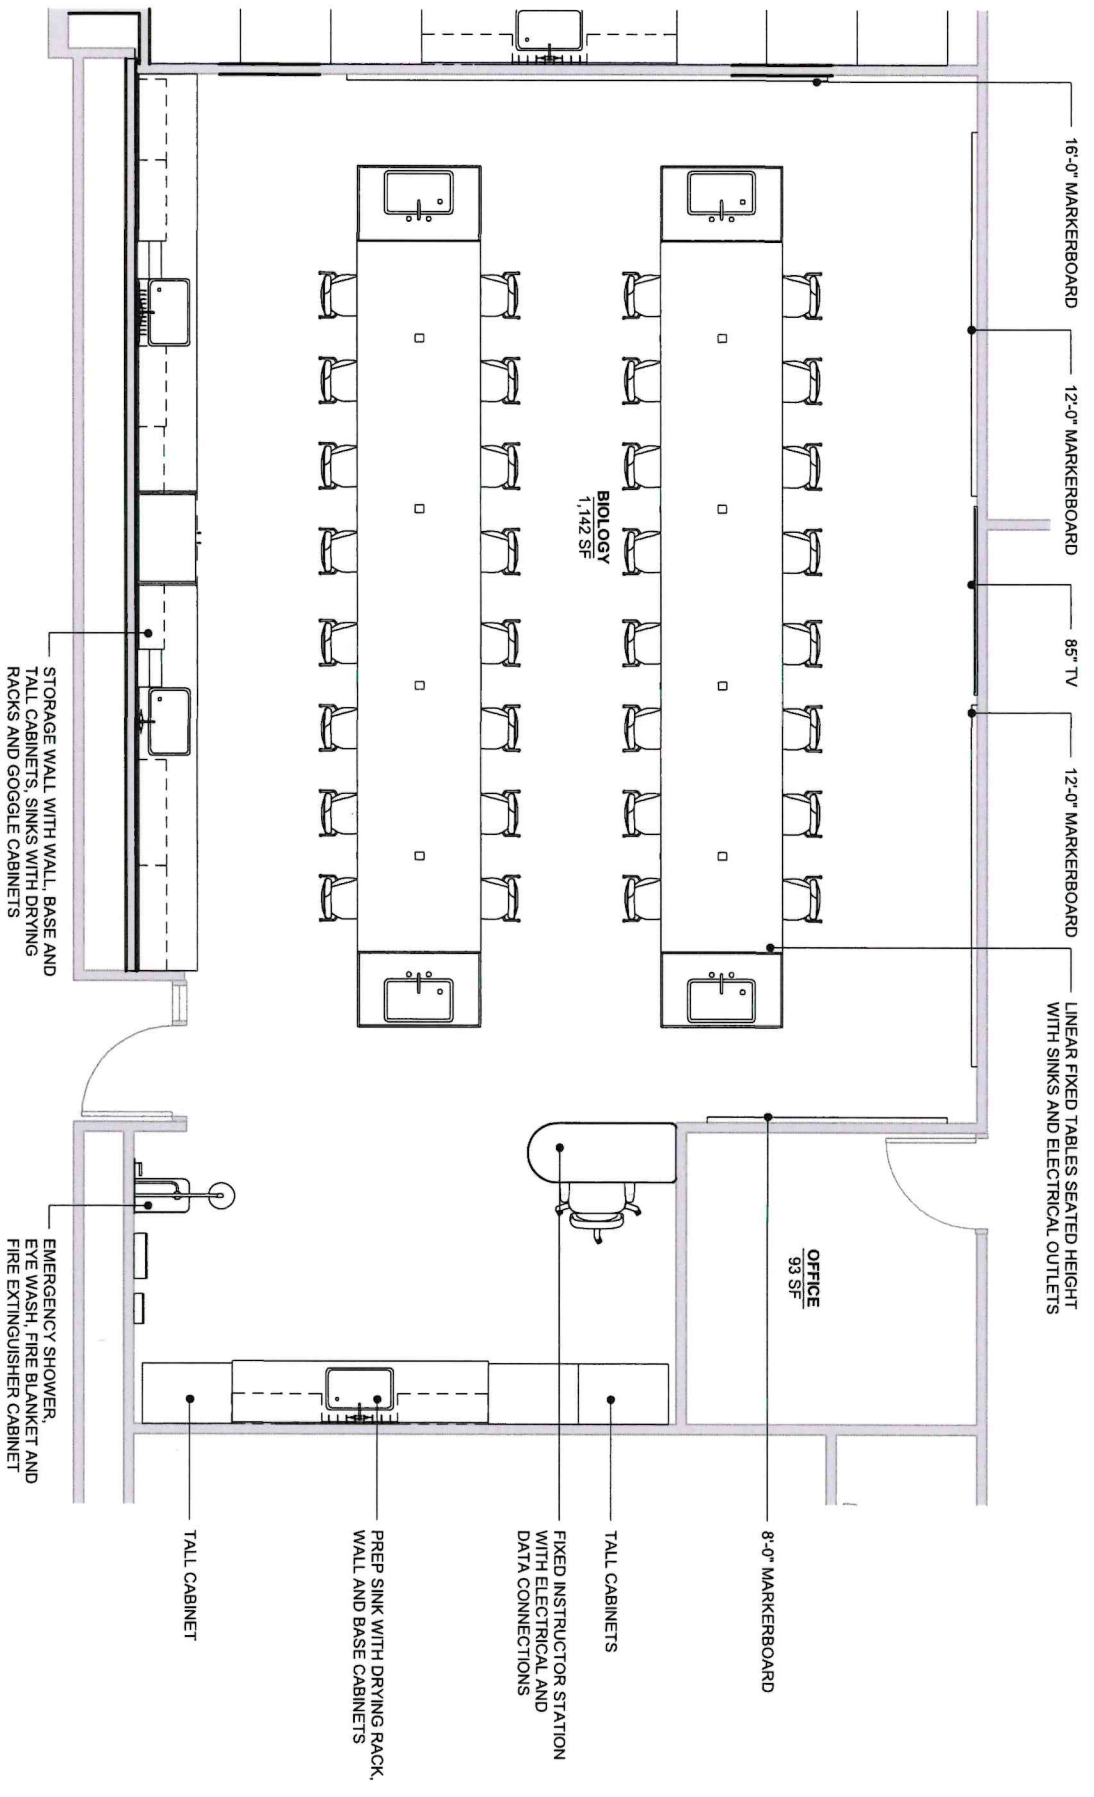 16'-0" MARKERBOARD
12'-0" MARKERBOARD
85" TV
12'-0" MARKERBOARD
LINEAR FIXED TABLES SEATED HEIGHT
WITH SINKS AND ELECTRICAL OUTLETS
BIOLOGY
1,142 SF
OFFICE
93 SF
8'-0" MARKERBOARD
TALL CABINETS
FIXED INSTRUCTOR STATION
WITH ELECTRICAL AND
DATA CONNECTIONS
PREP SINK WITH DRYING RACK,
WALL AND BASE CABINETS
TALL CABINET
STORAGE WALL WITH WALL, BASE AND
TALL CABINETS, SINKS WITH DRYING
RACKS AND GOGGLE CABINETS
EMERGENCY SHOWER,
EYE WASH, FIRE BLANKET AND
FIRE EXTINGUISHER CABINET